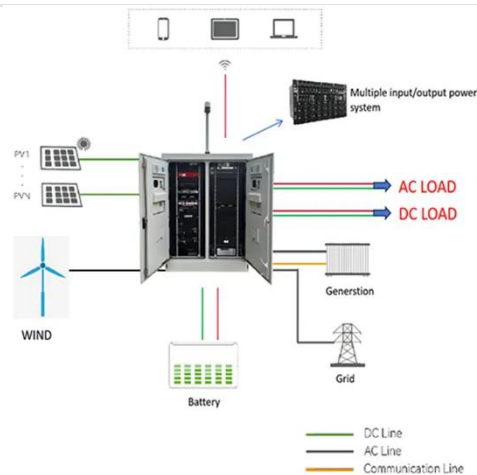 Multiple input/output power
system
PV1
PVN
AC LOAD
DC LOAD
Generstion
WIND
Grid
Battery
DC Line
AC Line
Communication Line